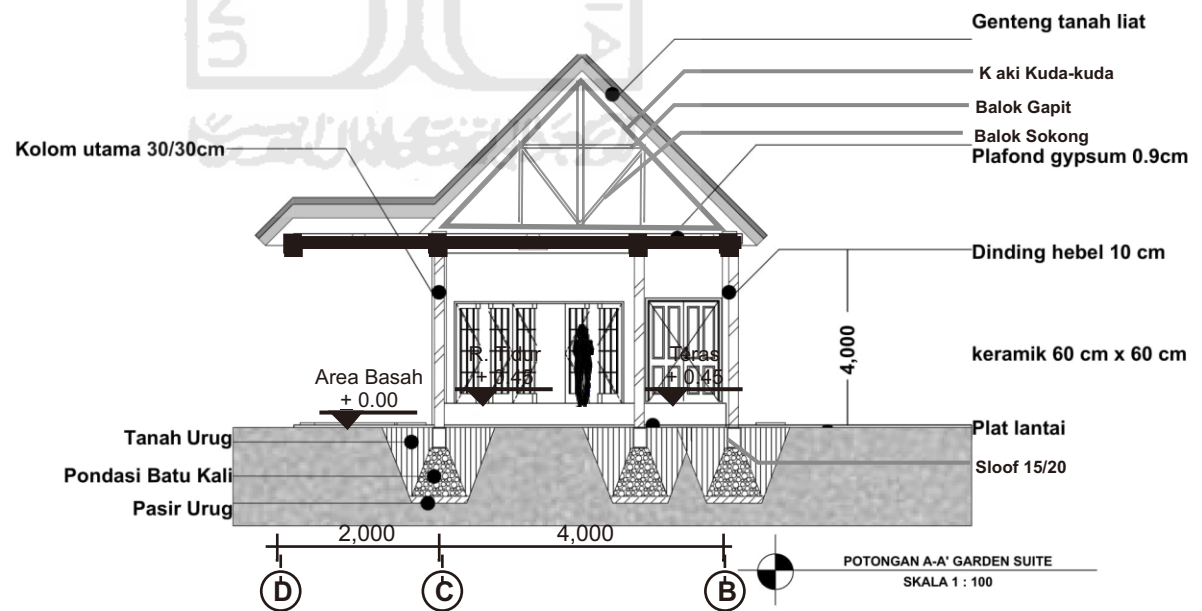 Genteng tanah liat
K aki Kuda-kuda
Balok Gapit
Balok Sokong
Plafond gypsum 0.9cm
Kolom utama 30/30cm
Dinding hebel 10 cm
4,000
keramik 60 cm x 60 cm
R. Tidur
+ 0.45
Teras
+ 0.45
Area Basah
+ 0.00
Tanah Urug
Plat lantai
Pondasi Batu Kali
Sloof 15/20
Pasir Urug
2,000
4,000
D
C
B
POTONGAN A-A' GARDEN SUITE
SKALA 1 : 100